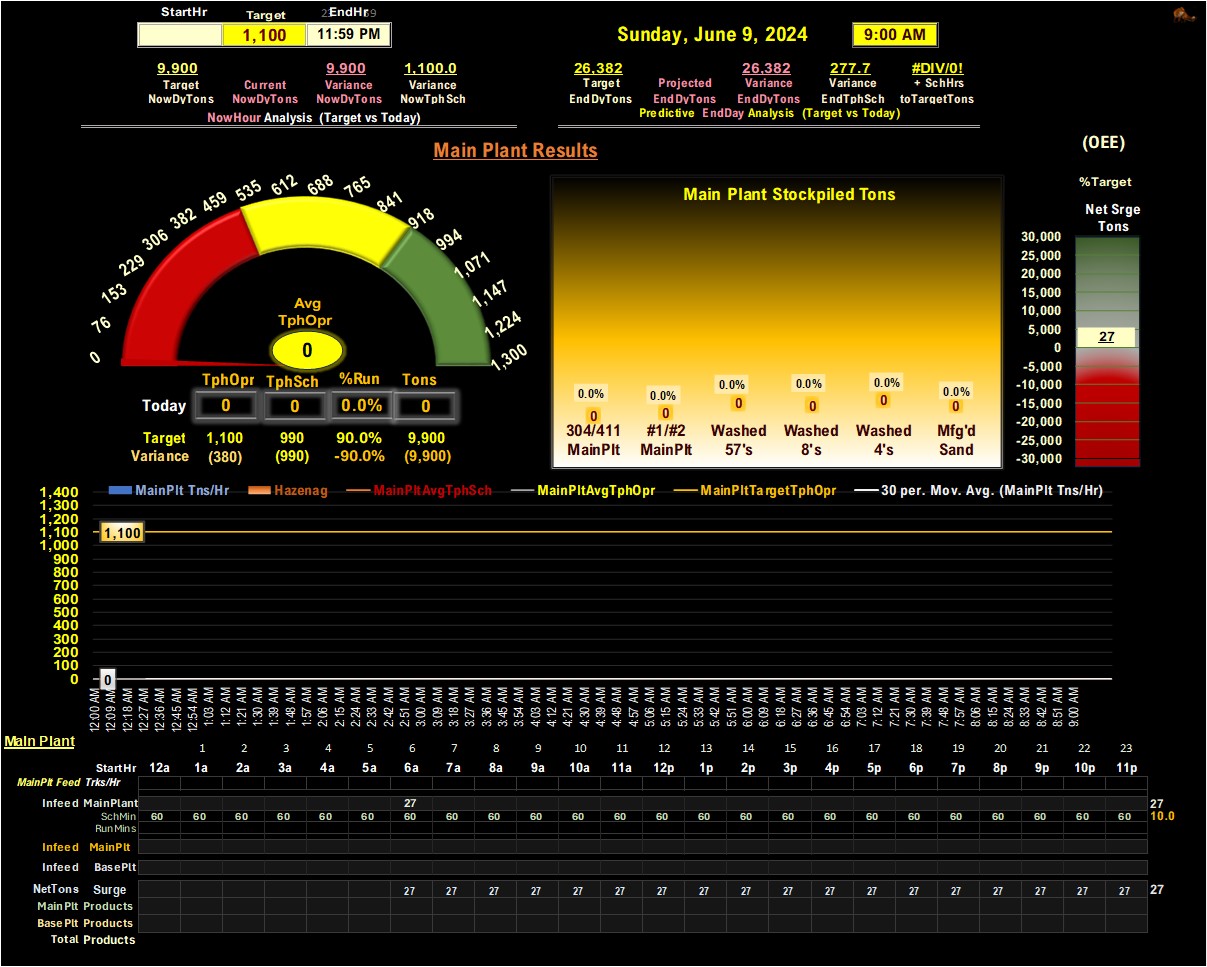 StartHr Target EndHr
1,100 11:59 PM
Sunday, June 9, 2024 9:00 AM
9,900 9,900 1,100.0
Target Current Variance Variance
NowDyTons NowDyTons NowDyTons NowTphSch
NowHour Analysis (Target vs Today)
26,382 26,382 277.7 #DIV/0!
Target Projected Variance Variance + SchHrs
EndDyTons EndDyTons EndDyTons EndTphSch toTargetTons
Predictive EndDay Analysis (Target vs Today)
Main Plant Results
(OEE)
%Target
Net Srge
Tons
0 76 153 229 306 382 459 535 612 688 765 841 918 994 1,071 1,147 1,224 1,300
Avg
TphOpr
0
TphOpr TphSch %Run Tons
Today 0 0 0.0% 0
Target 1,100 990 90.0% 9,900
Variance (380) (990) -90.0% (9,900)
Main Plant Stockpiled Tons
0.0% 0.0% 0.0% 0.0% 0.0% 0.0%
0 0 0 0 0 0
304/411 #1/#2 Washed Washed Washed Mfg'd
MainPlt MainPlt 57's 8's 4's Sand
30,000
25,000
20,000
15,000
10,000
5,000
27
0
-5,000
-10,000
-15,000
-20,000
-25,000
-30,000
MainPlt Tns/Hr Hazenag MainPltAvgTphSch MainPltAvgTphOpr MainPltTargetTphOpr 30 per. Mov. Avg. (MainPlt Tns/Hr)
1,400
1,300
1,200
1,100 1,100
1,000
900
800
700
600
500
400
300
200
100
0 0
12:00 AM 12:09 AM 12:18 AM 12:27 AM 12:36 AM 12:45 AM 12:54 AM 1:03 AM 1:12 AM 1:21 AM 1:30 AM 1:39 AM 1:48 AM 1:57 AM 2:06 AM 2:15 AM 2:24 AM 2:33 AM 2:42 AM 2:51 AM 3:00 AM 3:09 AM 3:18 AM 3:27 AM 3:36 AM 3:45 AM 3:54 AM 4:03 AM 4:12 AM 4:21 AM 4:30 AM 4:39 AM 4:48 AM 4:57 AM 5:06 AM 5:15 AM 5:24 AM 5:33 AM 5:42 AM 5:51 AM 6:00 AM 6:09 AM 6:18 AM 6:27 AM 6:36 AM 6:45 AM 6:54 AM 7:03 AM 7:12 AM 7:21 AM 7:30 AM 7:39 AM 7:48 AM 7:57 AM 8:06 AM 8:15 AM 8:24 AM 8:33 AM 8:42 AM 8:51 AM 9:00 AM
Main Plant
1 2 3 4 5 6 7 8 9 10 11 12 13 14 15 16 17 18 19 20 21 22 23
StartHr 12a 1a 2a 3a 4a 5a 6a 7a 8a 9a 10a 11a 12p 1p 2p 3p 4p 5p 6p 7p 8p 9p 10p 11p
MainPlt Feed Trks/Hr
Infeed MainPlant 27 27
SchMin 60 60 60 60 60 60 60 60 60 60 60 60 60 60 60 60 60 60 60 60 60 60 60 60 10.0
RunMins
Infeed MainPlt
Infeed BasePlt
NetTons Surge 27 27 27 27 27 27 27 27 27 27 27 27 27 27 27 27 27 27 27
MainPlt Products
BasePlt Products
Total Products